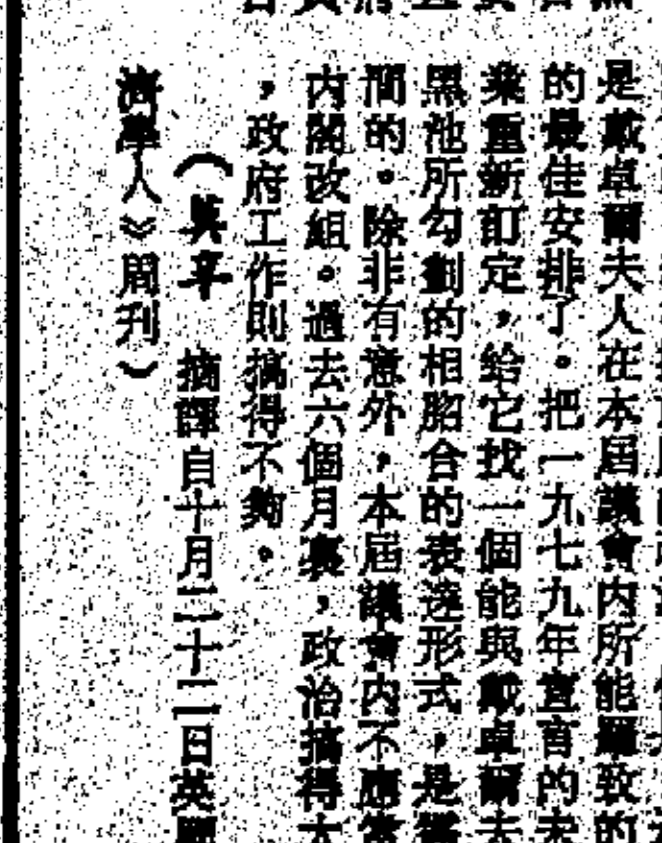 是戴卓爾夫人在本屆議會內所能羅致的
的最佳安排了。把一九七九年宣言的未
業重新訂定，給它找一個能與戴卓爾夫
黑池所勾劃的相脗合的表達形式，是
間的。除非有意外，本屆議會內不應當
內閣改組。過去六個月裏，政治搞得太
，政府工作則搞得不夠。
摘譯自十月二十二日英國
濟學人》周刊）